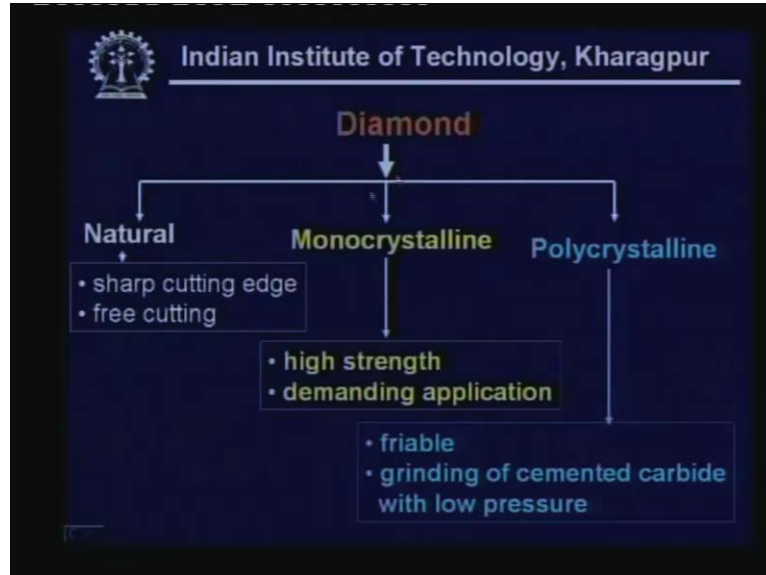 Indian Institute of Technology, Kharagpur
Diamond
Natural
• sharp cutting edge
• free cutting
Monocrystalline
• high strength
• demanding application
Polycrystalline
• friable
• grinding of cemented carbide
with low pressure